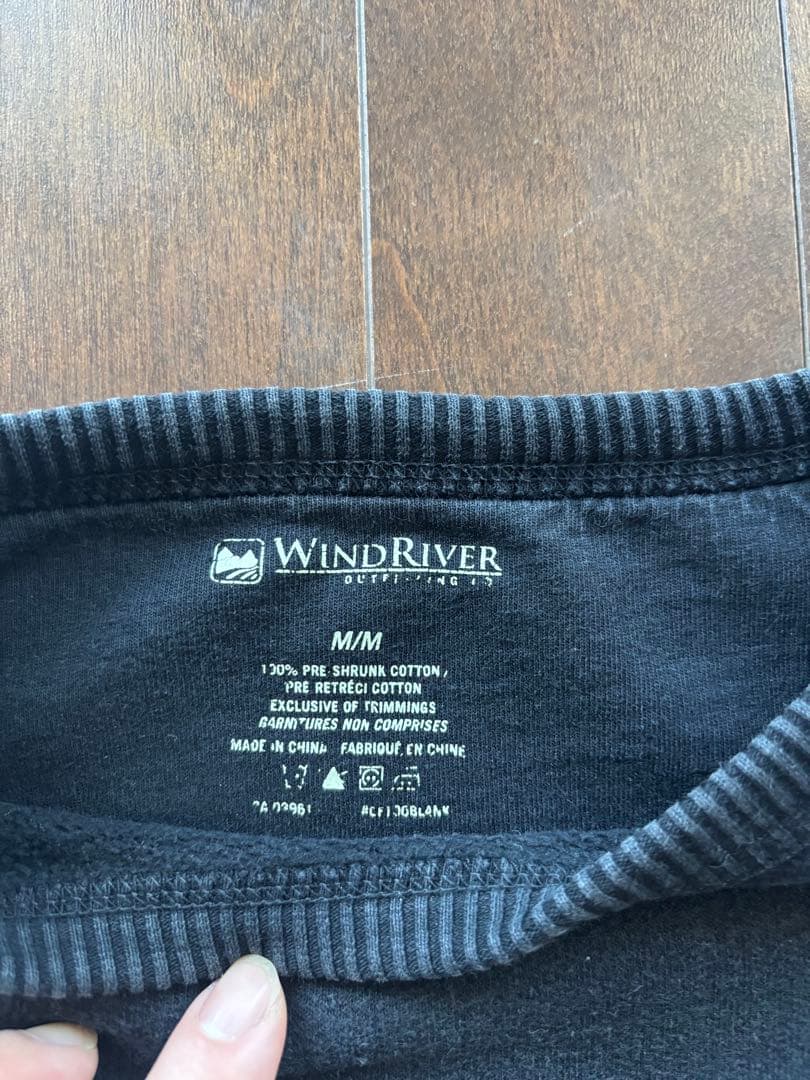 WINDRIVER
M/M
100% PRE-SHRUNK COTTON /
PRE RETRÉCI COTTON
EXCLUSIVE OF TRIMMINGS
GARNITURES NON COMPRISES
MADE IN CHINA FABRIQUÉ EN CHINE